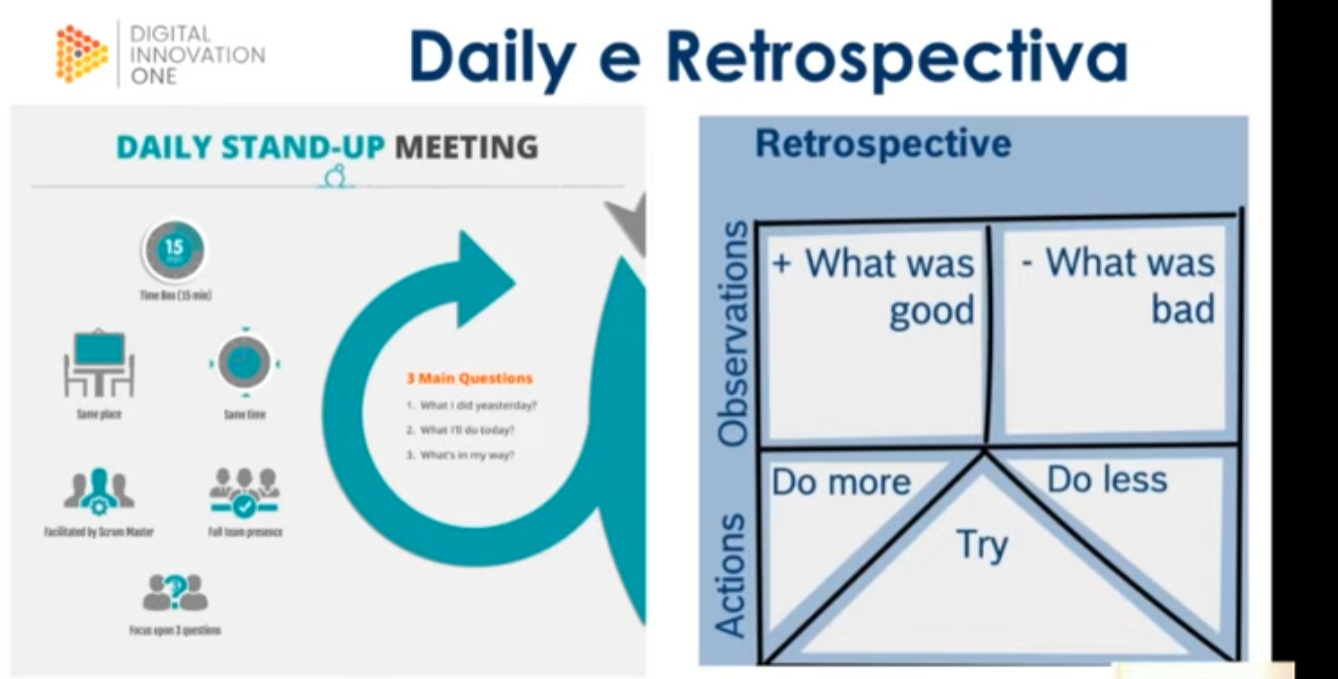 DIGITAL
INNOVATION
ONE
Daily e Retrospectiva
DAILY STAND-UP MEETING
15
Time Box (15 min)
Same place
Same time
Facilitated by Scrum Master
Full team presence
Focus upon 3 questions
3 Main Questions
1. What i did yeasterday?
2. What I'll do today?
3. What's in my way?
Retrospective
Observations
+ What was
good
- What was
bad
Actions
Do more
Do less
Try